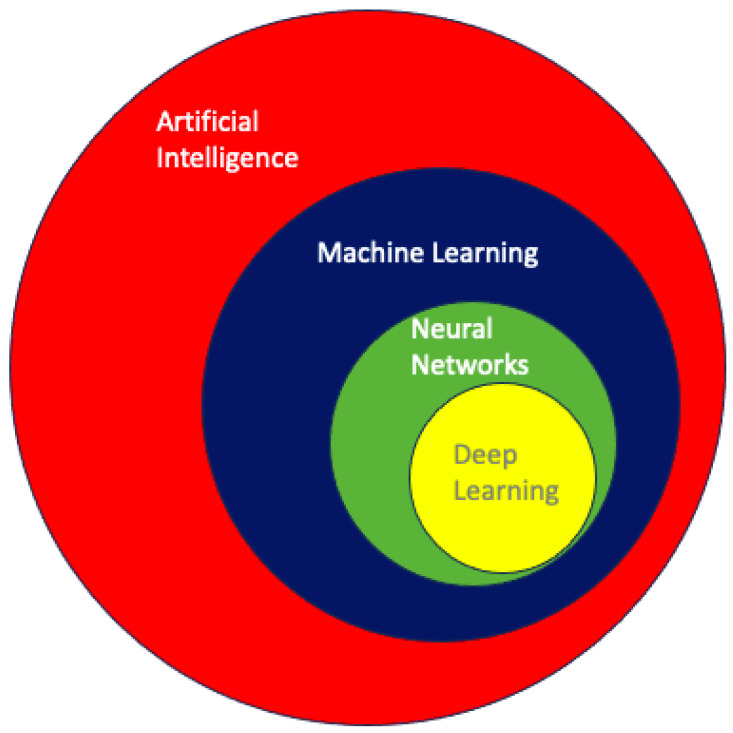 Artificial
Intelligence
Machine Learning
Neural
Networks
Deep
Learning